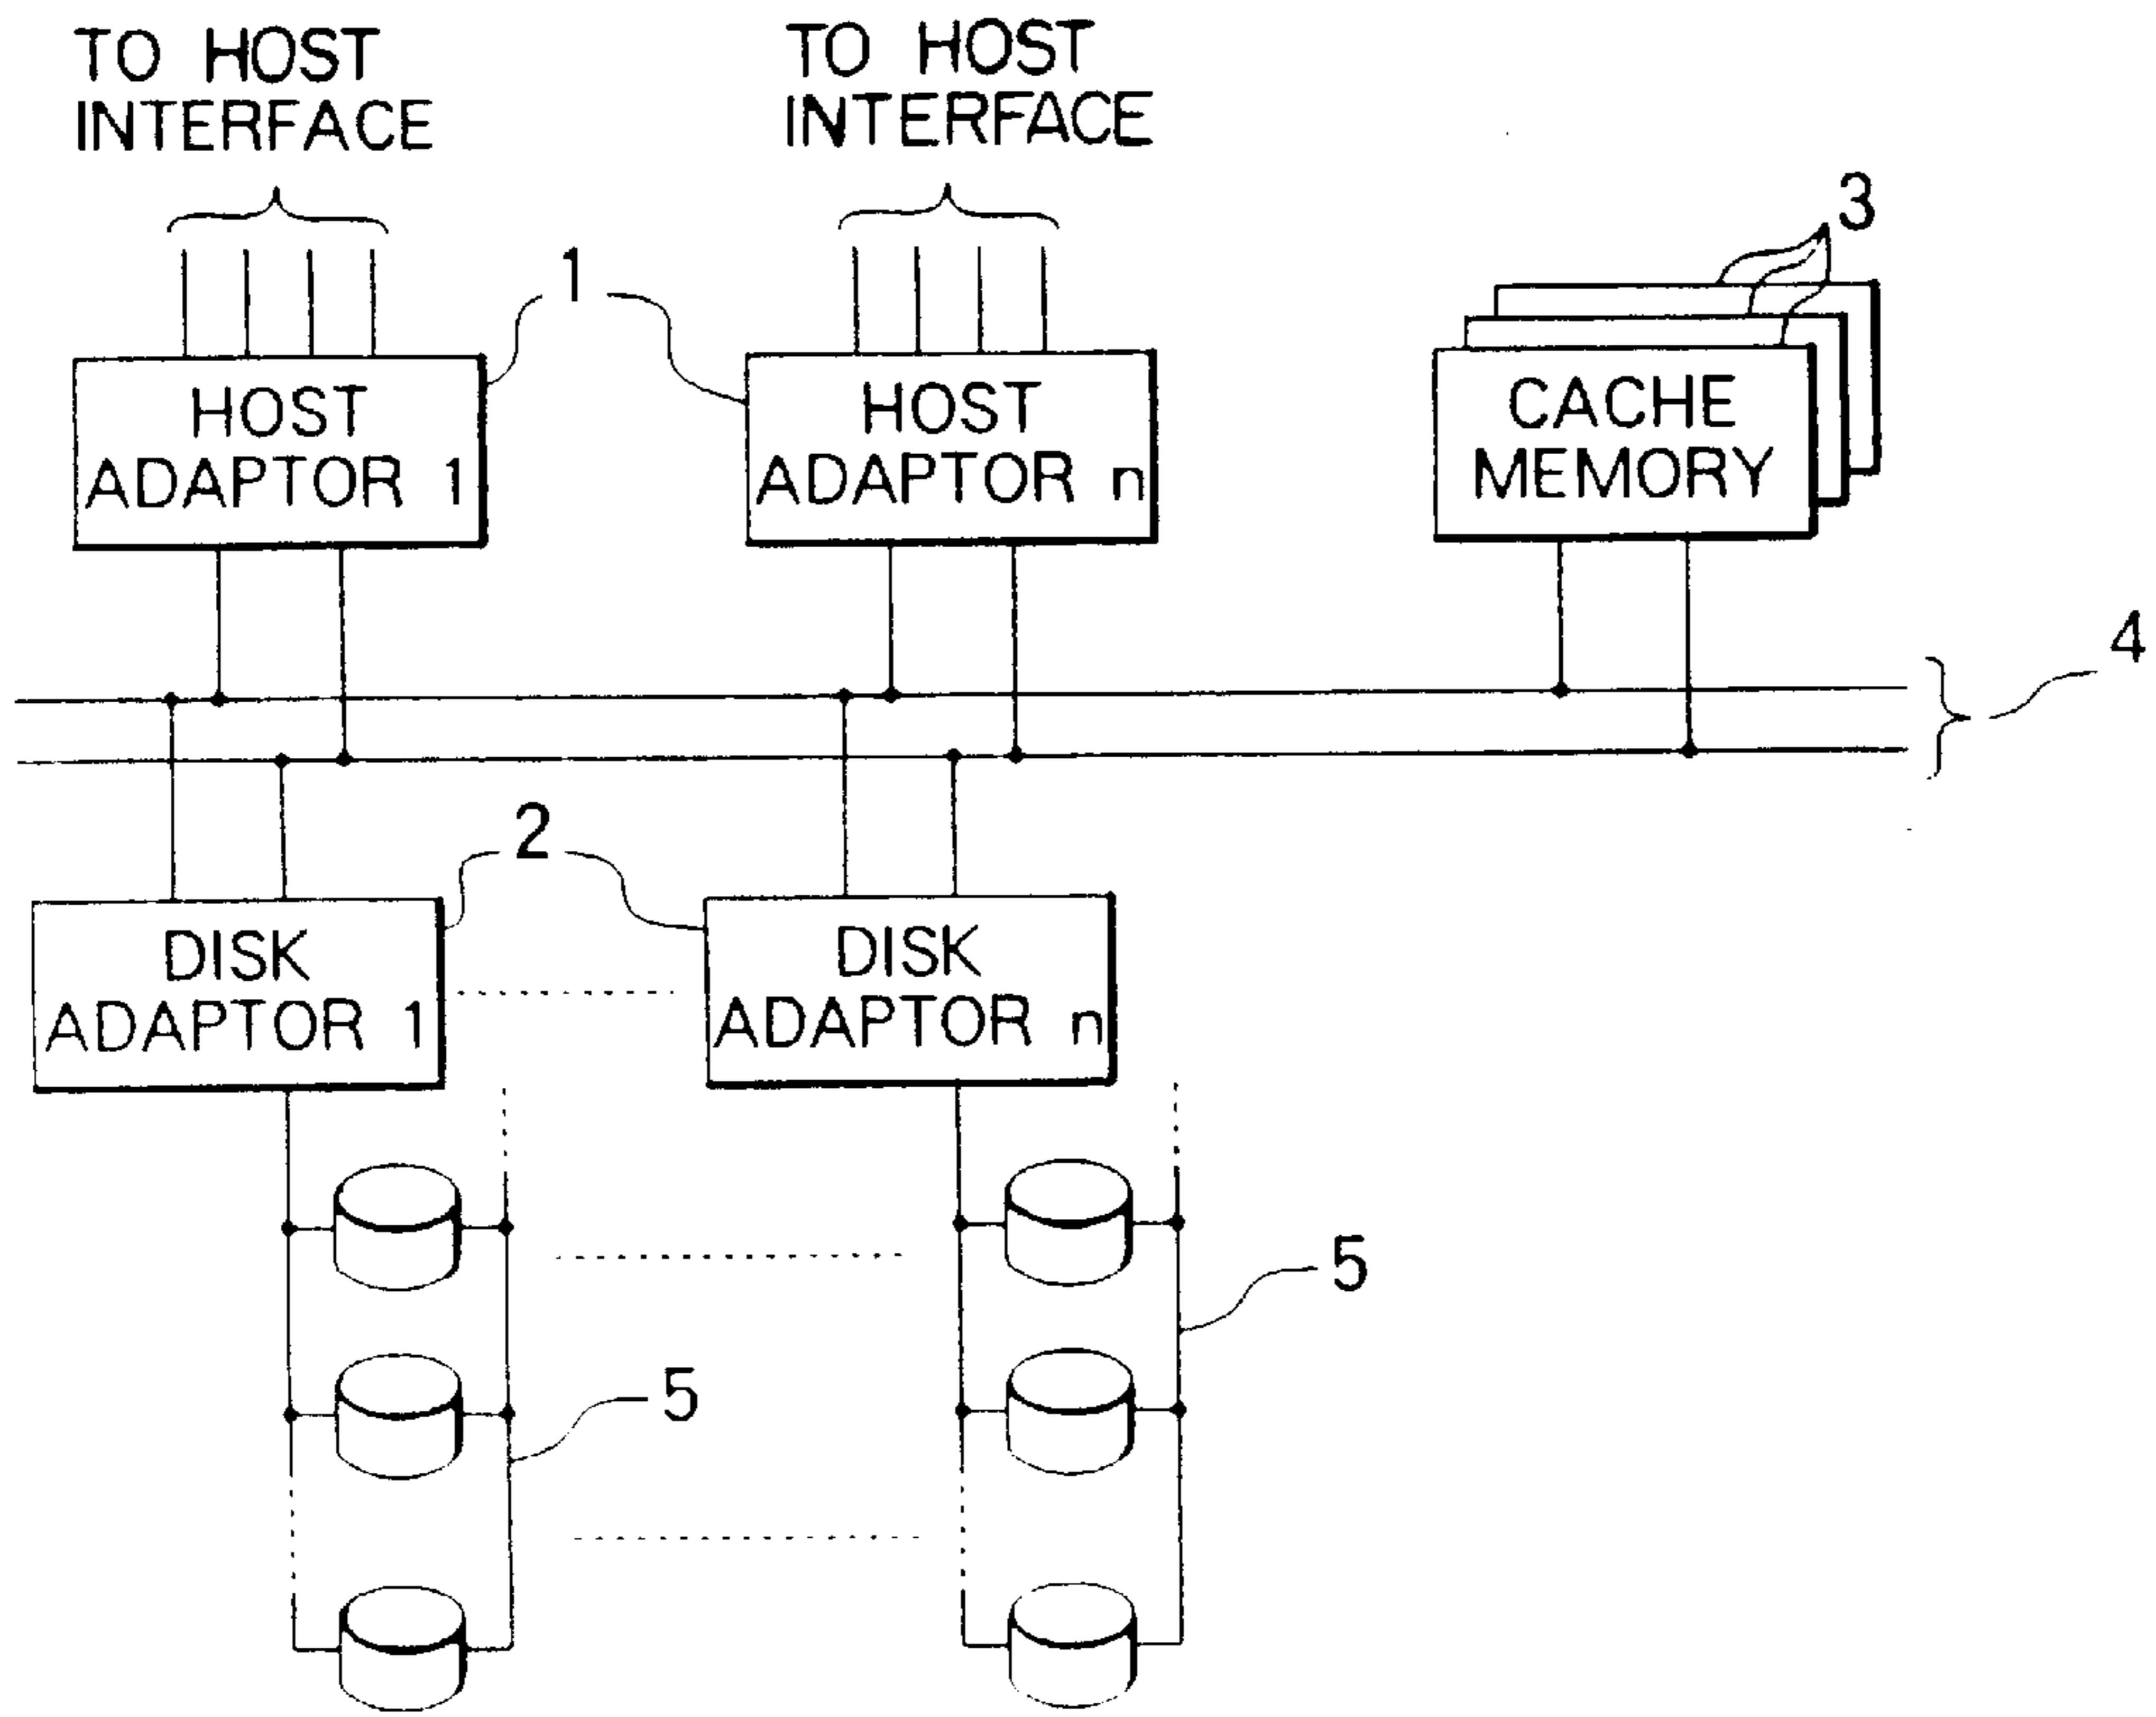 TO HOST
INTERFACE
TO HOST
INTERFACE
3
1
HOST
ADAPTOR 1
HOST
ADAPTOR n
CACHE
MEMORY
4
2
DISK
ADAPTOR 1
DISK
ADAPTOR n
5
5